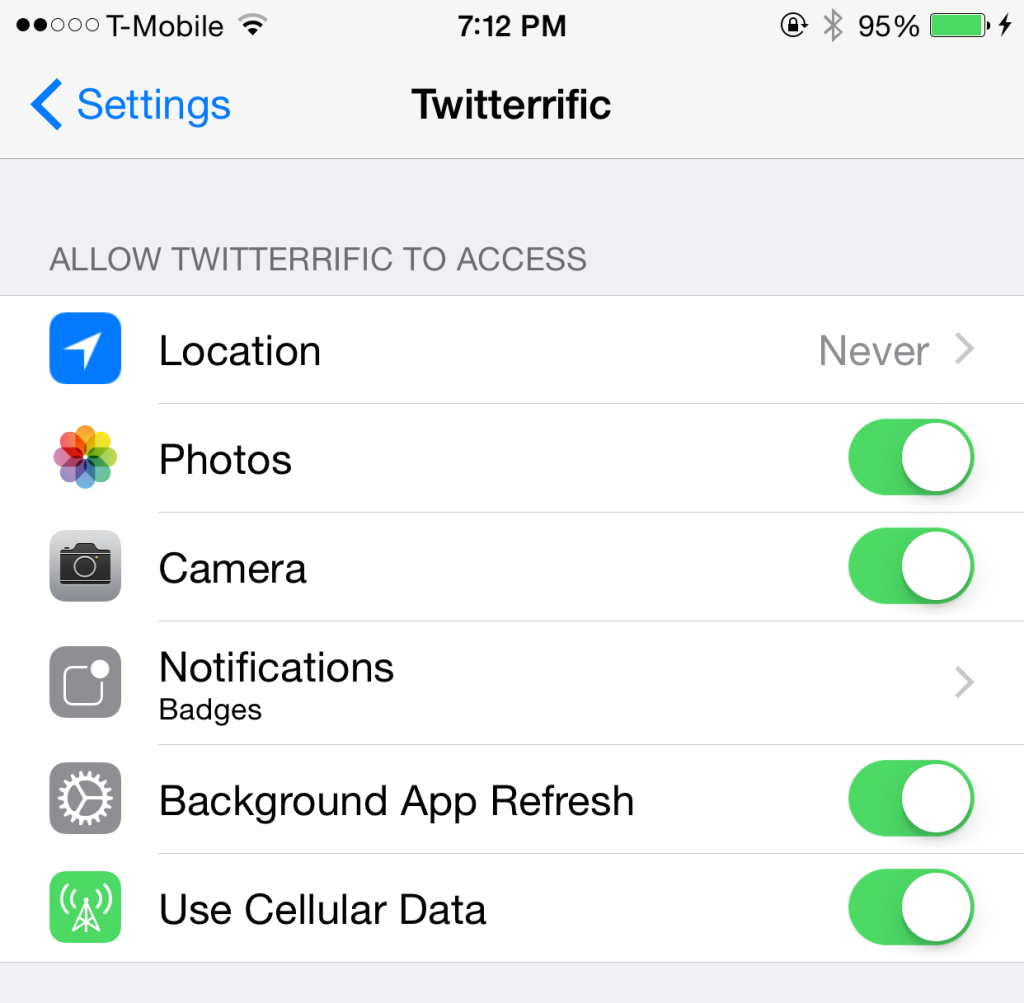 T-Mobile 7:12 PM 95%
Settings Twitterrific
ALLOW TWITTERRIFIC TO ACCESS
Location Never
Photos
Camera
Notifications
Badges
Background App Refresh
Use Cellular Data